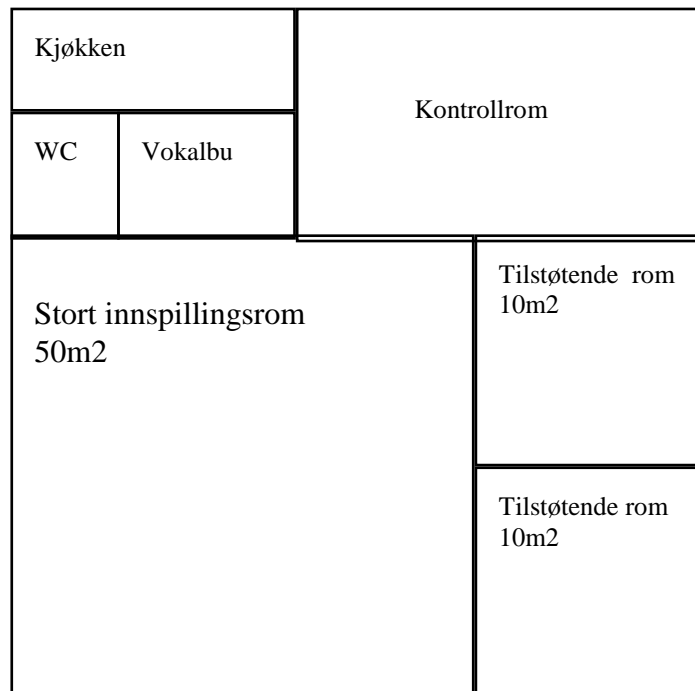 Kjøkken
Kontrollrom
WC
Vokalbu
Tilstøtende rom
10m2
Stort innspillingsrom
50m2
Tilstøtende rom
10m2